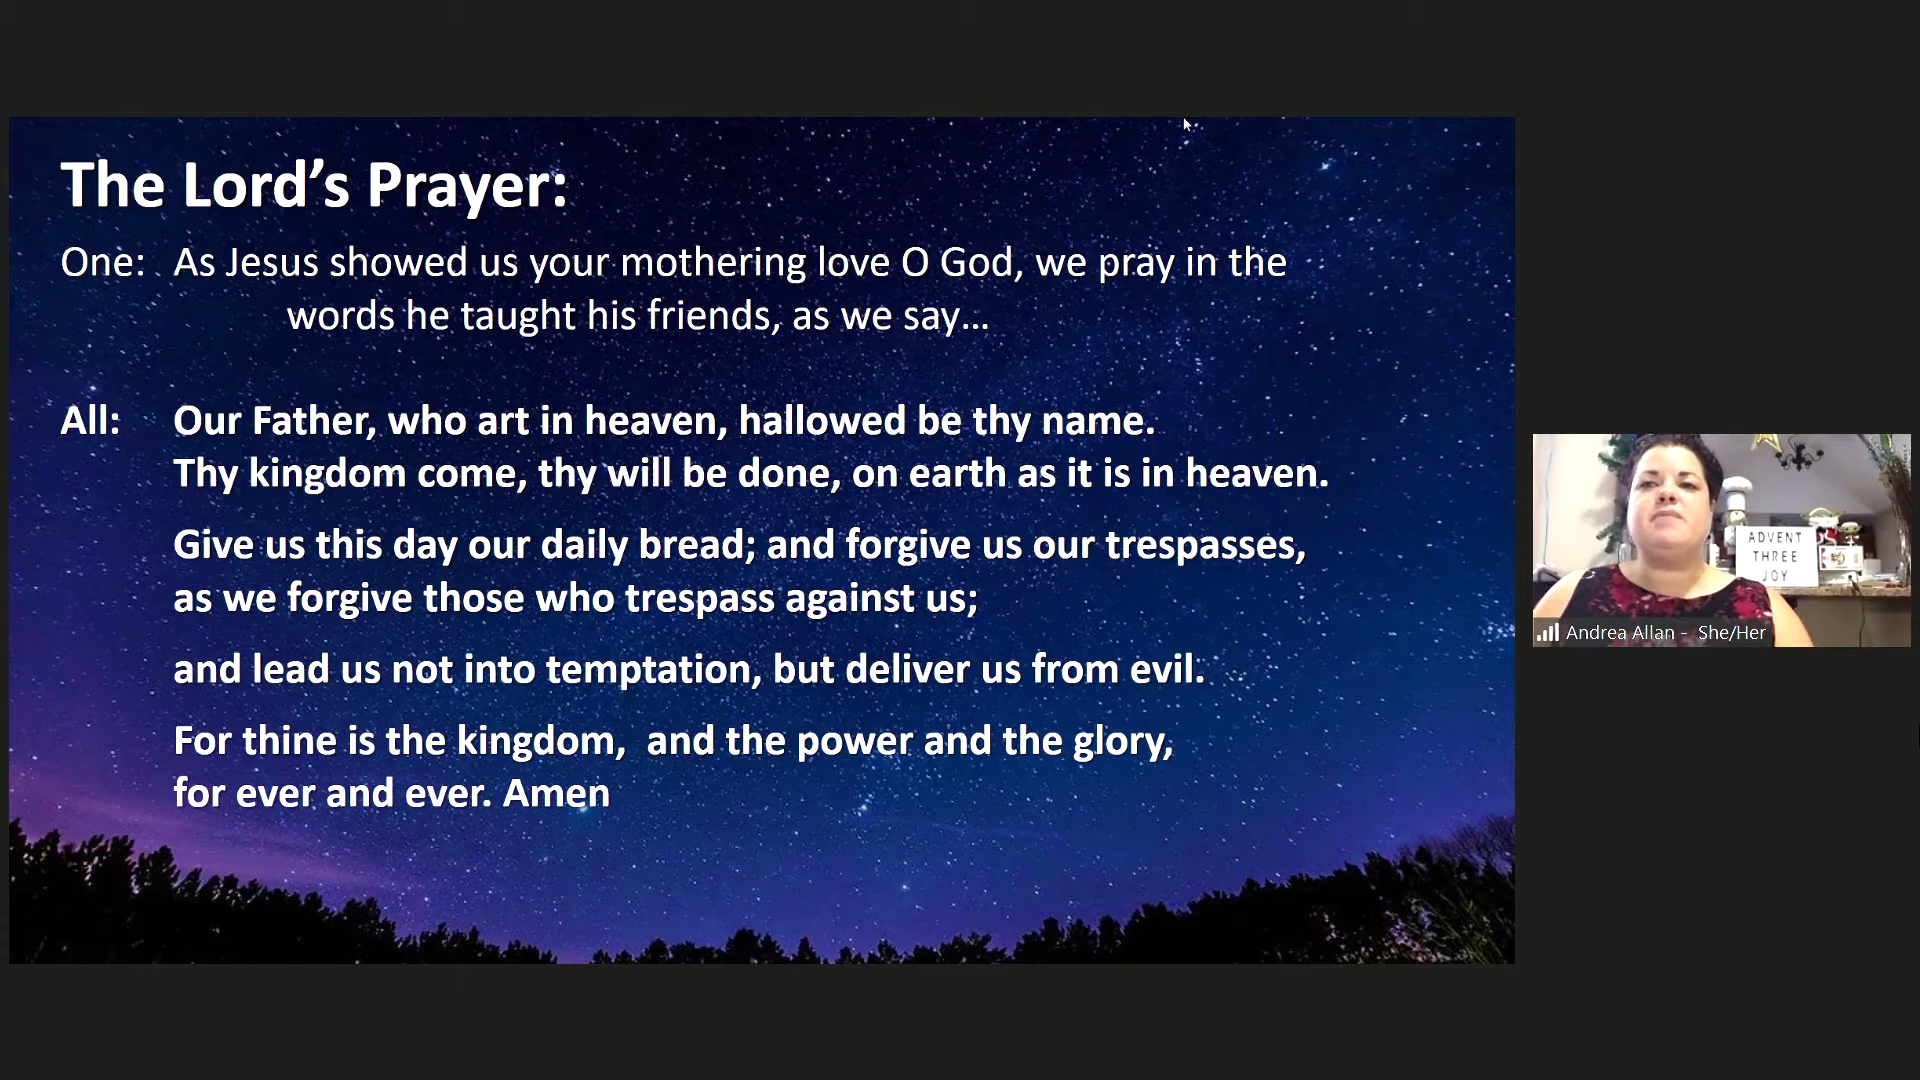 The Lord’s Prayer:
One: As Jesus showed us your mothering love O God, we pray in the
words he taught his friends, as we say…
All: Our Father, who art in heaven, hallowed be thy name.
Thy kingdom come, thy will be done, on earth as it is in heaven.
Give us this day our daily bread; and forgive us our trespasses,
as we forgive those who trespass against us;
and lead us not into temptation, but deliver us from evil.
For thine is the kingdom,  and the power and the glory,
for ever and ever. Amen
ADVENT
THREE
JOY
Andrea Allan -  She/Her